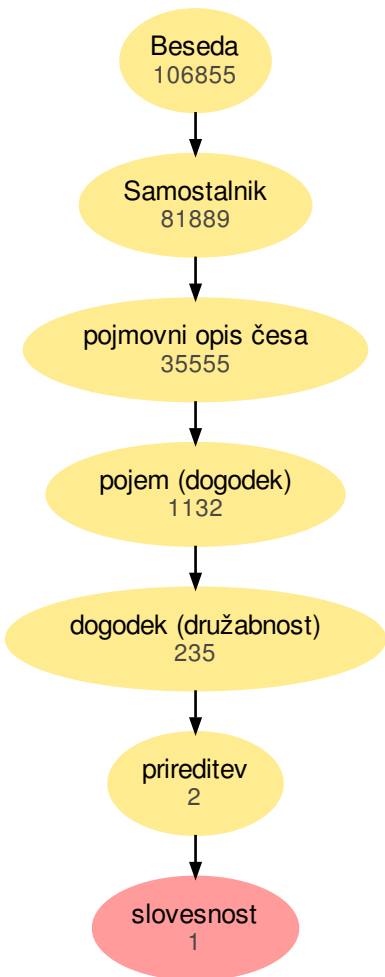 Beseda
106855
Samostalnik
81889
pojmovni opis česa
35555
pojem (dogodek)
1132
dogodek (družabnost)
235
prireditev
2
slovesnost
1